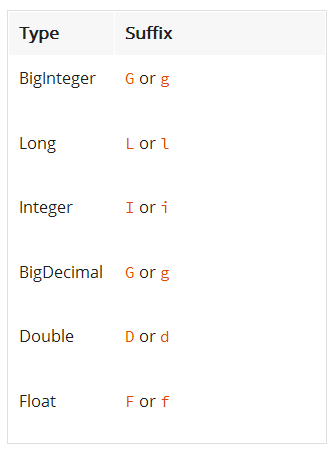 Type Suffix
BigInteger G or g
Long L or l
Integer I or i
BigDecimal G or g
Double D or d
Float F or f